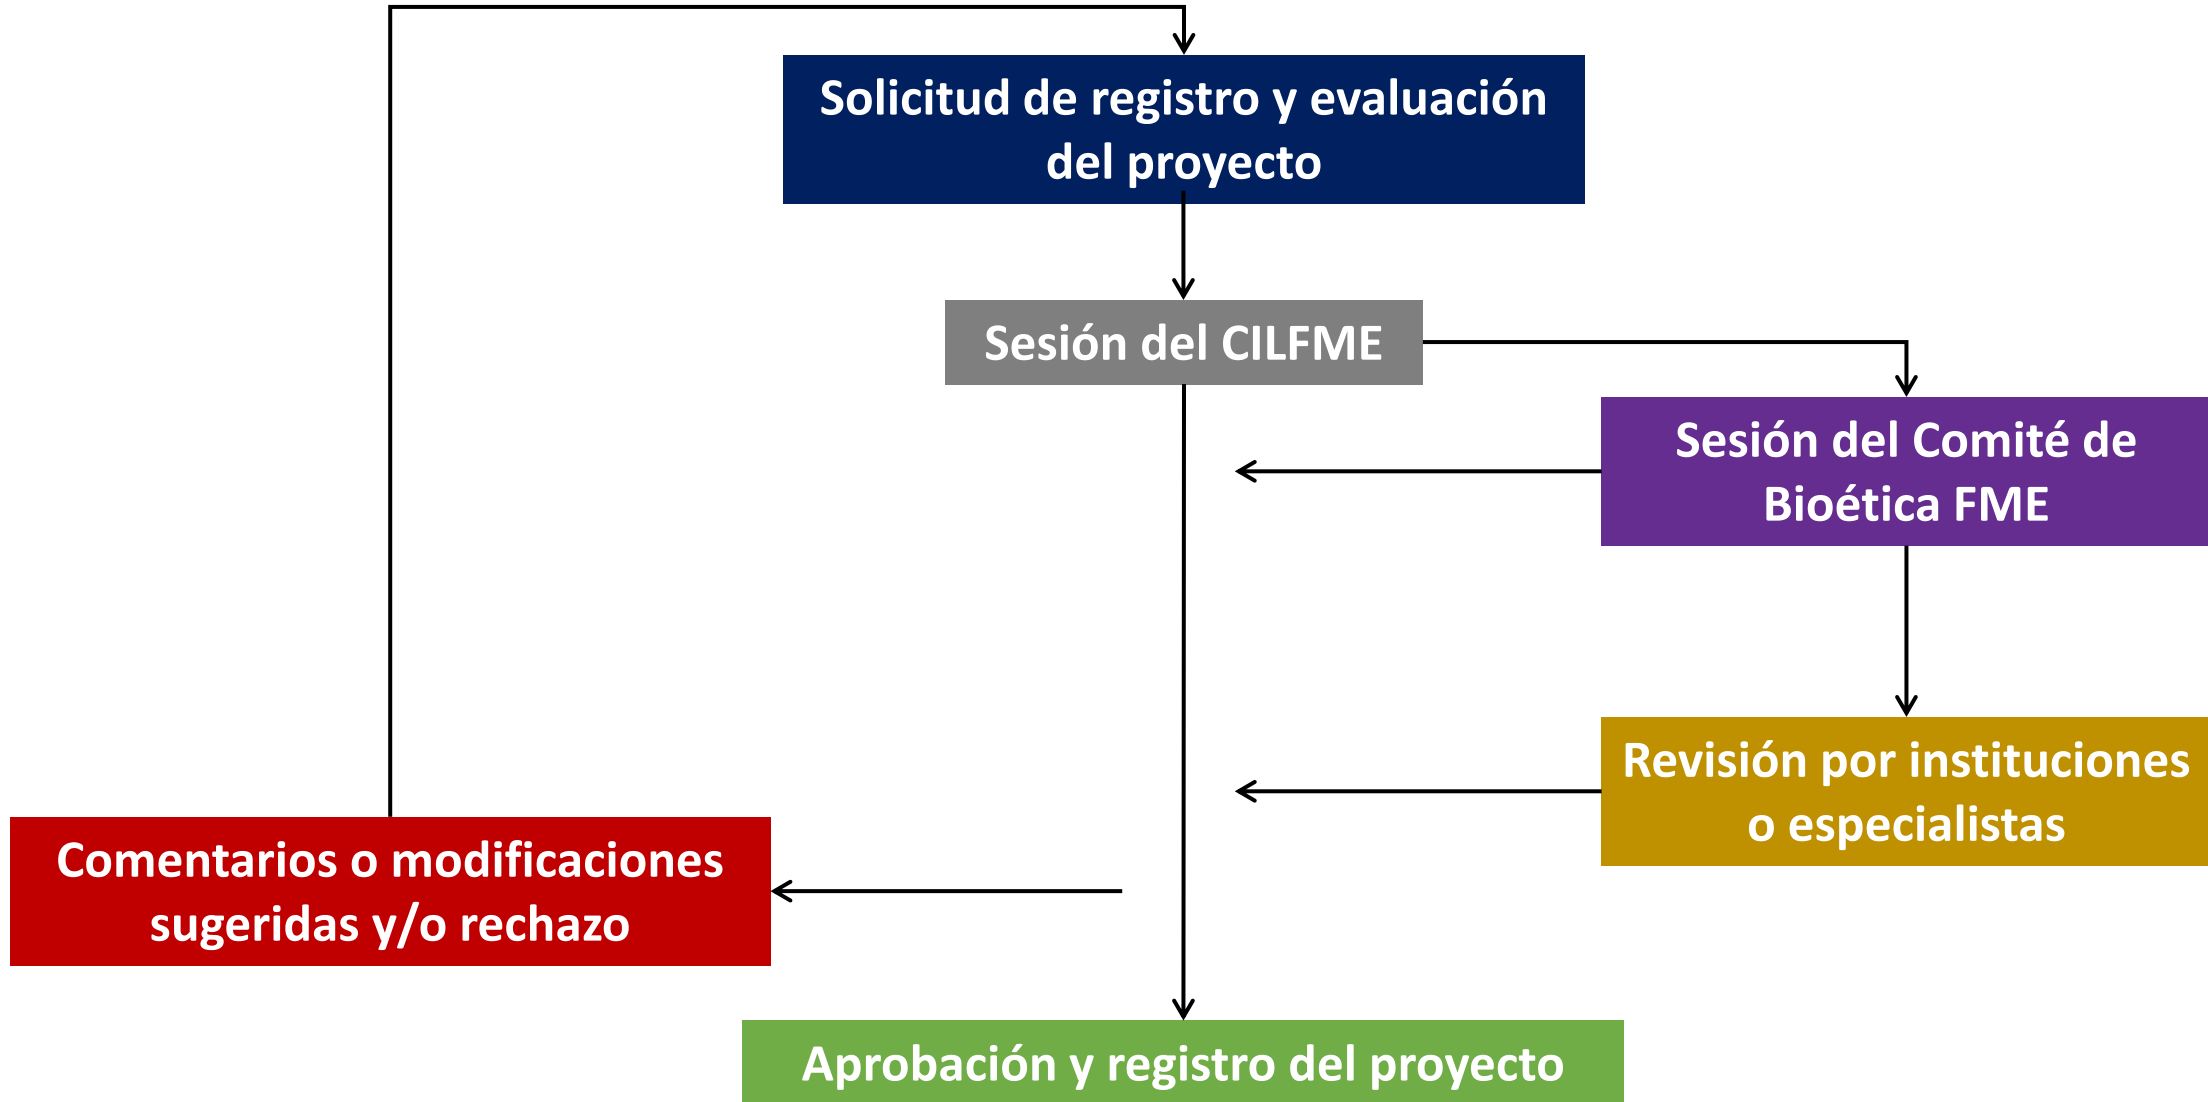 Solicitud de registro y evaluación
del proyecto
Sesión del CILFME
Sesión del Comité de
Bioética FME
Revisión por instituciones
o especialistas
Comentarios o modificaciones
sugeridas y/o rechazo
Aprobación y registro del proyecto